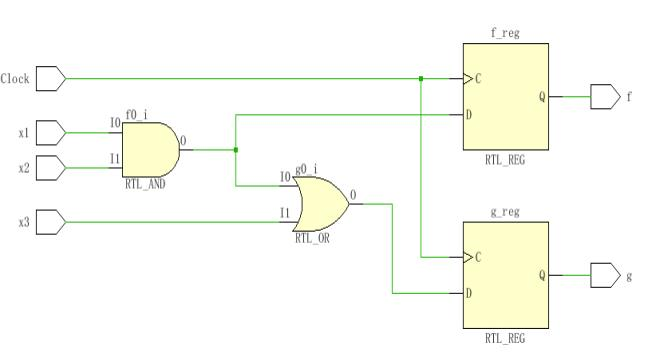 f_reg
Clock
C
D
Q
f
RTL_REG
f0_i
x1
I0
x2
I1
O
RTL_AND
g0_i
I0
x3
I1
O
RTL_OR
g_reg
C
D
Q
g
RTL_REG